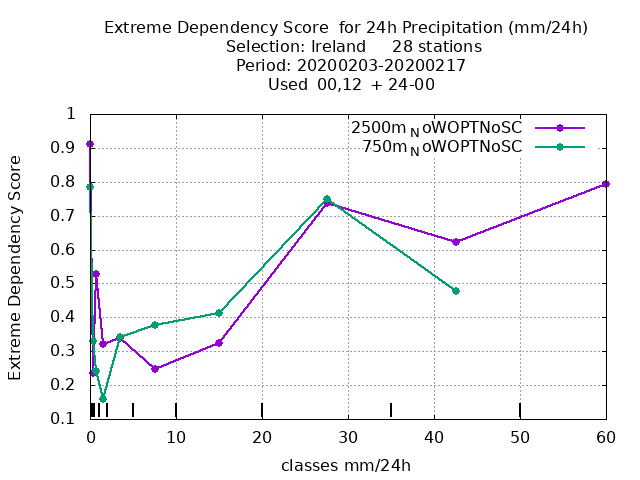 Extreme Dependency Score  for 24h Precipitation (mm/24h)
Selection: Ireland     28 stations
Period: 20200203-20200217
Used  00,12  + 24-00
2500m_NoWOPTNoSC
750m_NoWOPTNoSC
Extreme Dependency Score
1
0.9
0.8
0.7
0.6
0.5
0.4
0.3
0.2
0.1
0 10 20 30 40 50 60
classes mm/24h